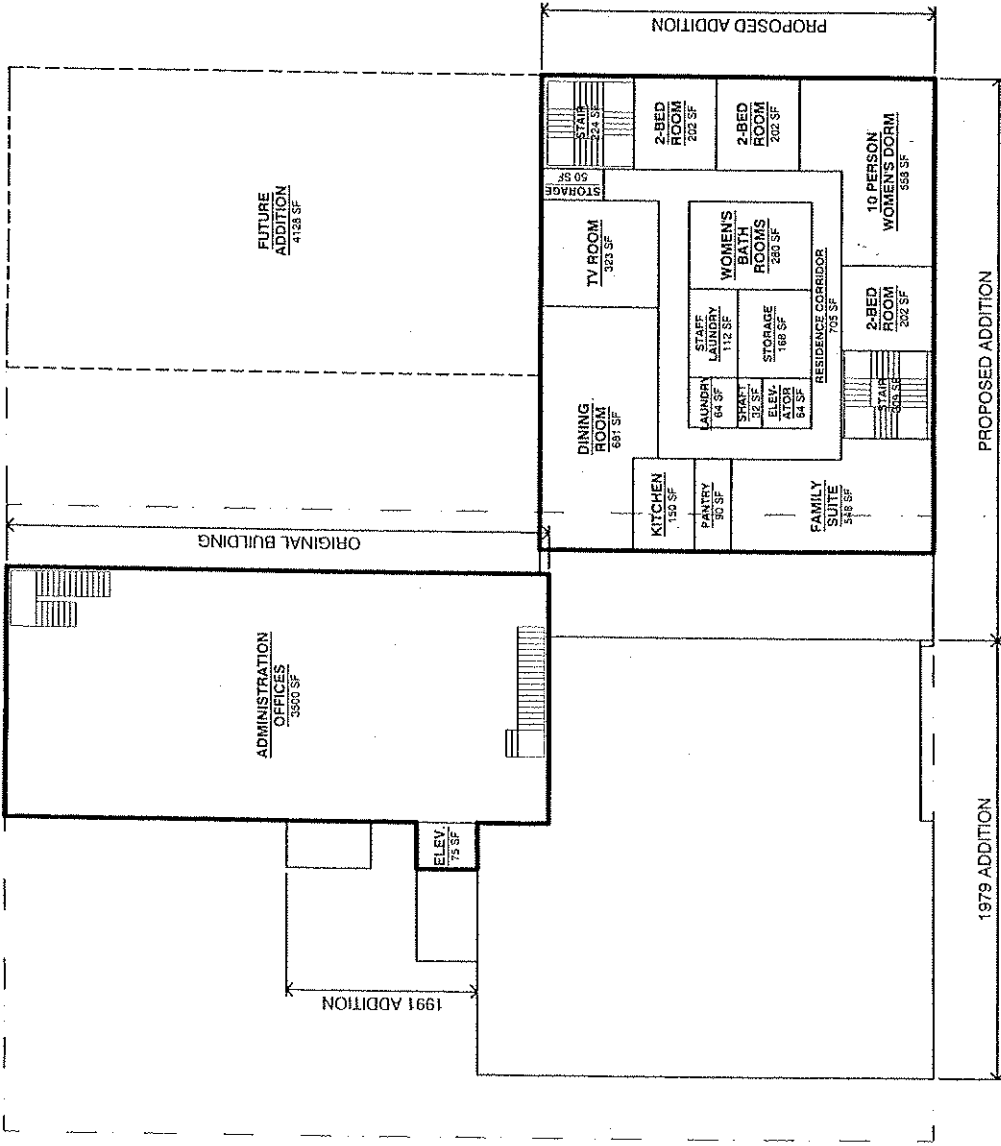 PROPOSED ADDITION
FUTURE
ADDITION
4128 SF
STAIR
224 SF
2-BED
ROOM
202 SF
2-BED
ROOM
202 SF
10 PERSON
WOMEN'S DORM
558 SF
STORAGE
50 SF
TV ROOM
323 SF
WOMEN'S
BATH
ROOMS
280 SF
RESIDENCE CORRIDOR
705 SF
2-BED
ROOM
202 SF
STAFF
LAUNDRY
112 SF
STORAGE
168 SF
LAUNDRY
64 SF
SHAFT
32 SF
ELEV-
ATOR
64 SF
STAIR
309 SF
DINING
ROOM
681 SF
KITCHEN
150 SF
PANTRY
90 SF
FAMILY
SUITE
548 SF
PROPOSED ADDITION
ORIGINAL BUILDING
ADMINISTRATION
OFFICES
3500 SF
ELEV.
75 SF
1991 ADDITION
1979 ADDITION